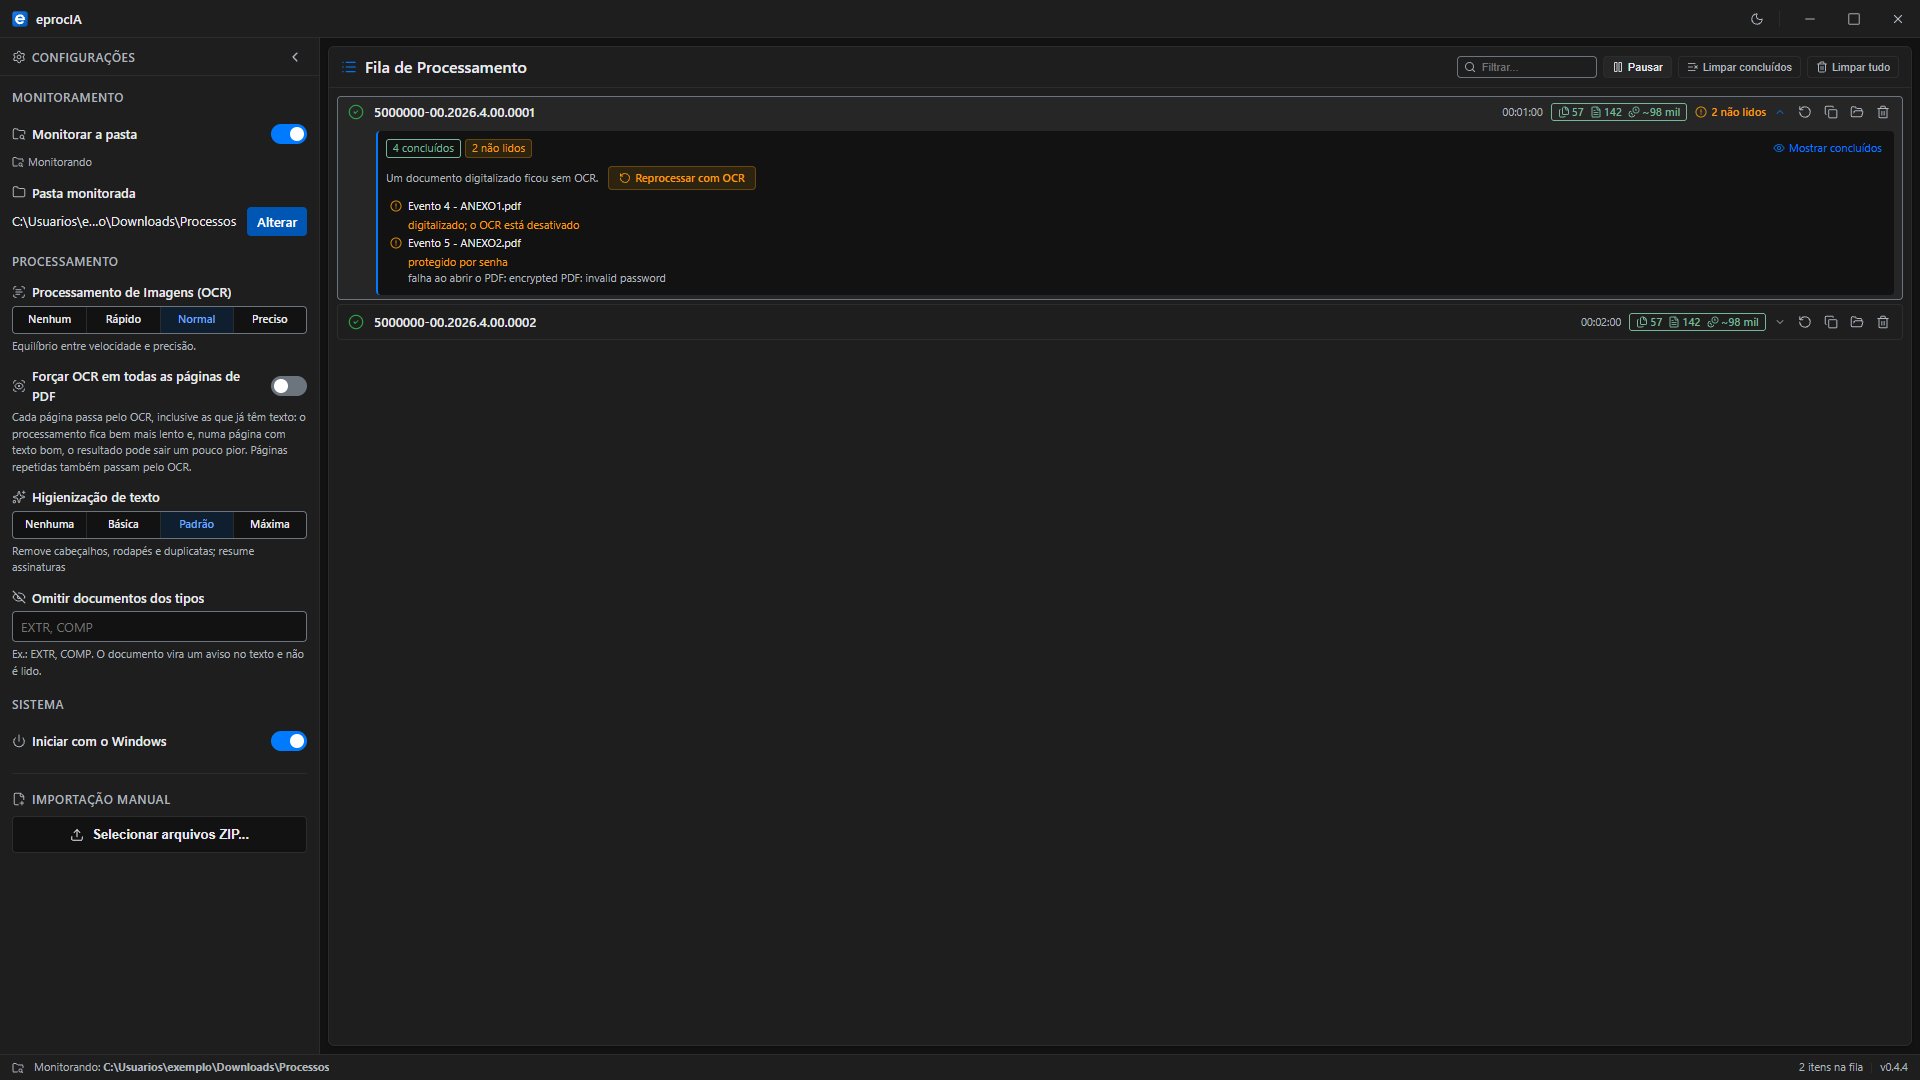 eprocIA
CONFIGURAÇÕES
MONITORAMENTO
Monitorar a pasta
Monitorando
Pasta monitorada
C:\Usuarios\e...o\Downloads\Processos
Alterar
PROCESSAMENTO
Processamento de Imagens (OCR)
Nenhum Rápido Normal Preciso
Equilíbrio entre velocidade e precisão.
Forçar OCR em todas as páginas de
PDF
Cada página passa pelo OCR, inclusive as que já têm texto: o
processamento fica bem mais lento e, numa página com
texto bom, o resultado pode sair um pouco pior. Páginas
repetidas também passam pelo OCR.
Higienização de texto
Nenhuma Básica Padrão Máxima
Remove cabeçalhos, rodapés e duplicatas; resume
assinaturas
Omitir documentos dos tipos
EXTR, COMP
Ex.: EXTR, COMP. O documento vira um aviso no texto e não
é lido.
SISTEMA
Iniciar com o Windows
IMPORTAÇÃO MANUAL
Selecionar arquivos ZIP...
Fila de Processamento
Filtrar...
Pausar
Limpar concluídos
Limpar tudo
5000000-00.2026.4.00.0001
00:01:00 57 142 ~98 mil 2 não lidos
4 concluídos 2 não lidos
Mostrar concluídos
Um documento digitalizado ficou sem OCR. Reprocessar com OCR
Evento 4 - ANEXO1.pdf
digitalizado; o OCR está desativado
Evento 5 - ANEXO2.pdf
protegido por senha
falha ao abrir o PDF: encrypted PDF: invalid password
5000000-00.2026.4.00.0002
00:02:00 57 142 ~98 mil
Monitorando: C:\Usuarios\exemplo\Downloads\Processos
2 itens na fila v0.4.4